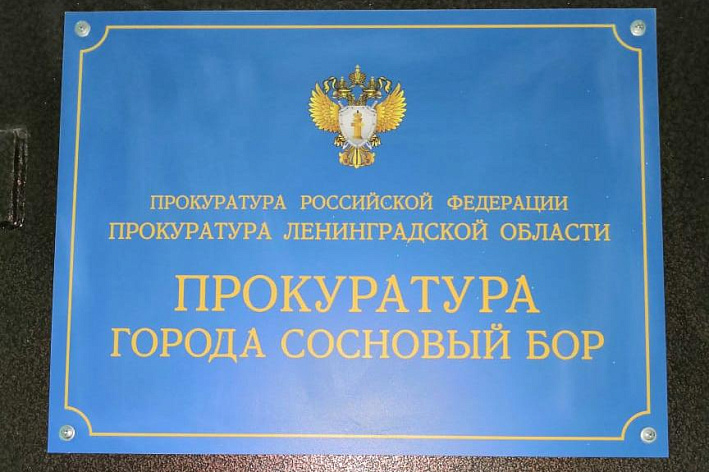 ПРОКУРАТУРА РОССИЙСКОЙ ФЕДЕРАЦИИ
ПРОКУРАТУРА ЛЕНИНГРАДСКОЙ ОБЛАСТИ
ПРОКУРАТУРА
ГОРОДА СОСНОВЫЙ БОР